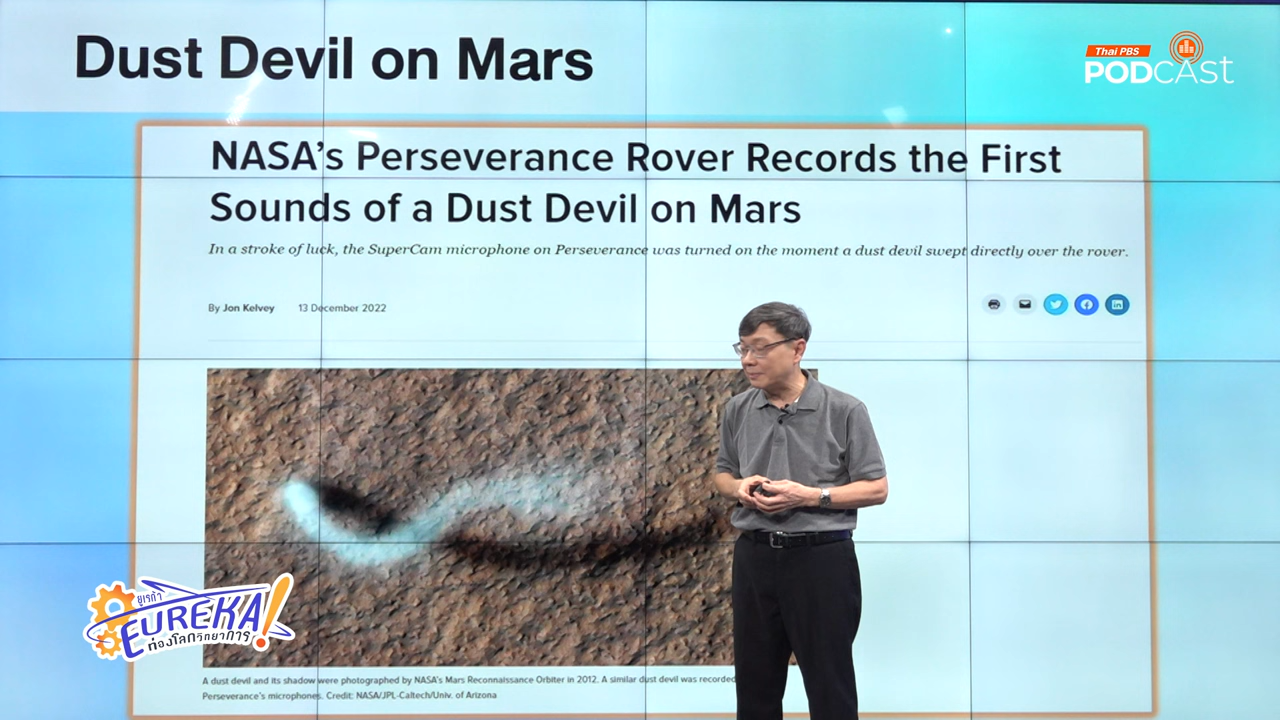 Dust Devil on Mars
Thai PBS
PODCAST
NASA's Perseverance Rover Records the First
Sounds of a Dust Devil on Mars
In a stroke of luck, the SuperCam microphone on Perseverance was turned on the moment a dust devil swept directly over the rover.
By Jon Kelvey 13 December 2022
ยูเรก้า
EUREKA!
ท่องโลกวิทยาการ
A dust devil and its shadow were photographed by NASA's Mars Reconnaissance Orbiter in 2012. A similar dust devil was recorded
Perseverance's microphones. Credit: NASA/JPL-Caltech/Univ. of Arizona